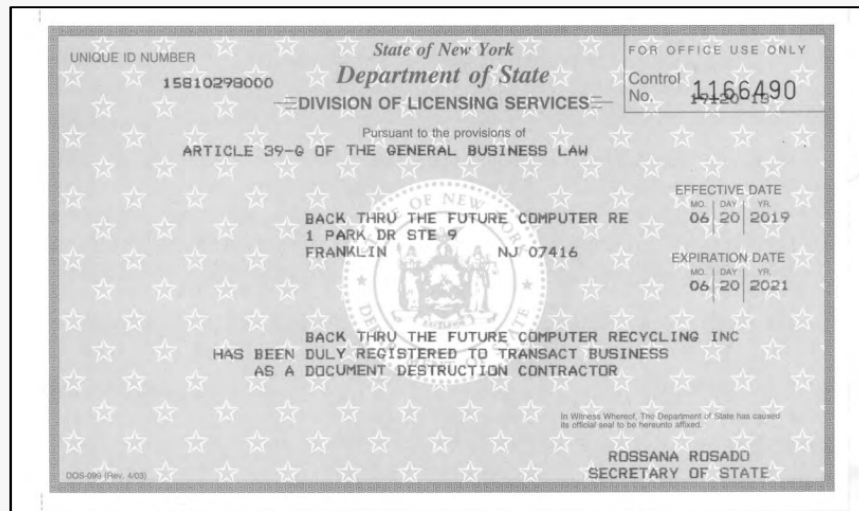 UNIQUE ID NUMBER
15810298000
State of New York
Department of State
DIVISION OF LICENSING SERVICES
FOR OFFICE USE ONLY
Control
No. 1166490
Pursuant to the provisions of
ARTICLE 39-G OF THE GENERAL BUSINESS LAW
EFFECTIVE DATE
MO. DAY YR.
06 20 2019
BACK THRU THE FUTURE COMPUTER RE
1 PARK DR STE 9
FRANKLIN NJ 07416
EXPIRATION DATE
MO. DAY YR.
06 20 2021
BACK THRU THE FUTURE COMPUTER RECYCLING INC
HAS BEEN DULY REGISTERED TO TRANSACT BUSINESS
AS A DOCUMENT DESTRUCTION CONTRACTOR
In Witness Whereof, The Department of State has caused
its official seal to be hereunto affixed.
ROSSANA ROSADO
SECRETARY OF STATE
DOS-099 (Rev. 4/03)